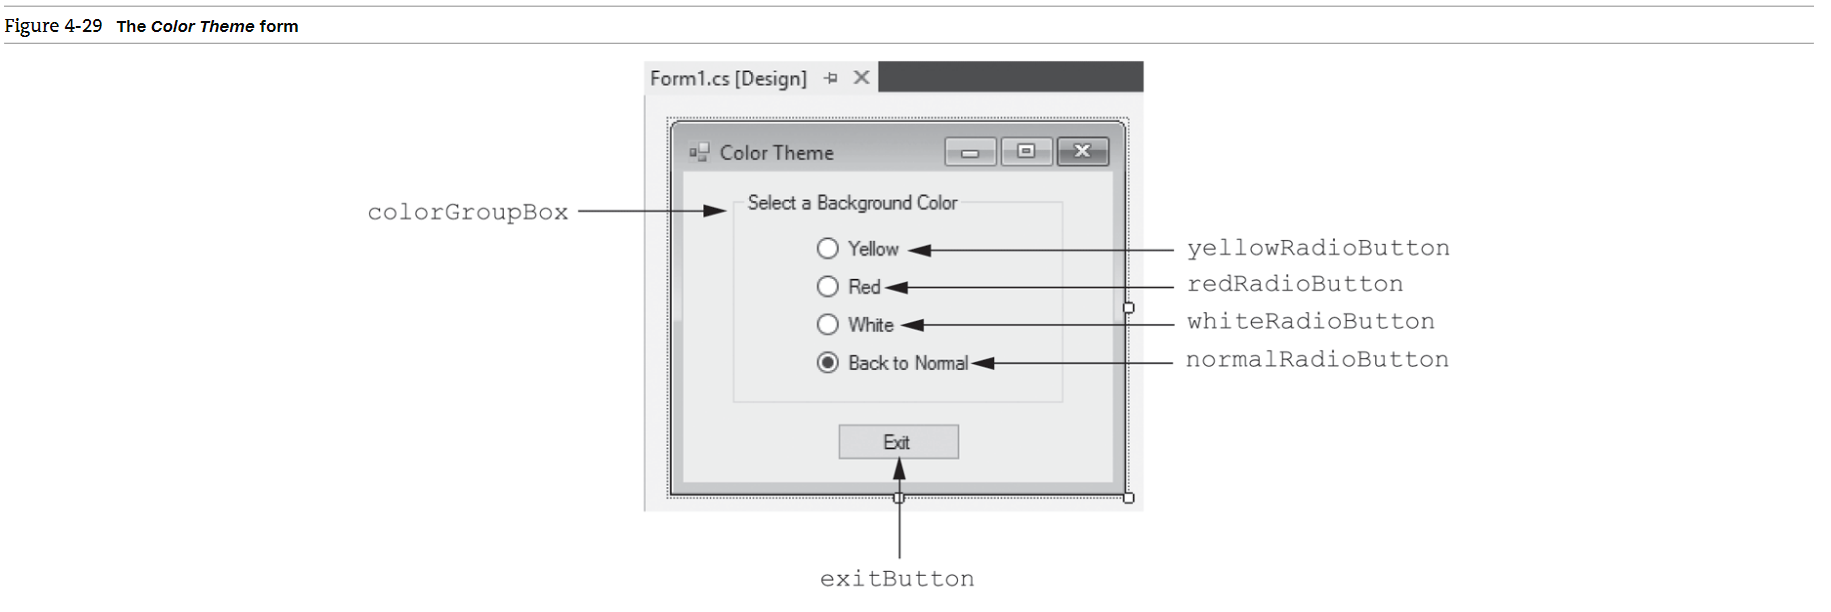 Figure 4-29 The Color Theme form
Form1.cs [Design]
Color Theme
colorGroupBox
Select a Background Color
Yellow
yellowRadioButton
Red
redRadioButton
White
whiteRadioButton
Back to Normal
normalRadioButton
Exit
exitButton